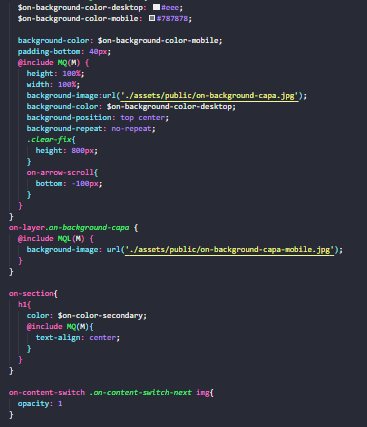 $on-background-color-desktop: #eee;
$on-background-color-mobile: #787878;
background-color: $on-background-color-mobile;
padding-bottom: 40px;
@include MQ(M) {
height: 100%;
width: 100%;
background-image:url('./assets/public/on-background-capa.jpg');
background-color: $on-background-color-desktop;
background-position: top center;
background-repeat: no-repeat;
.clear-fix{
height: 800px;
}
on-arrow-scroll{
bottom: -100px;
}
}
}
on-layer.on-background-capa {
@include MQL(M) {
background-image: url('./assets/public/on-background-capa-mobile.jpg');
}
}
on-section{
h1{
color: $on-color-secondary;
@include MQ(M){
text-align: center;
}
}
}
on-content-switch .on-content-switch-next img{
opacity: 1
}